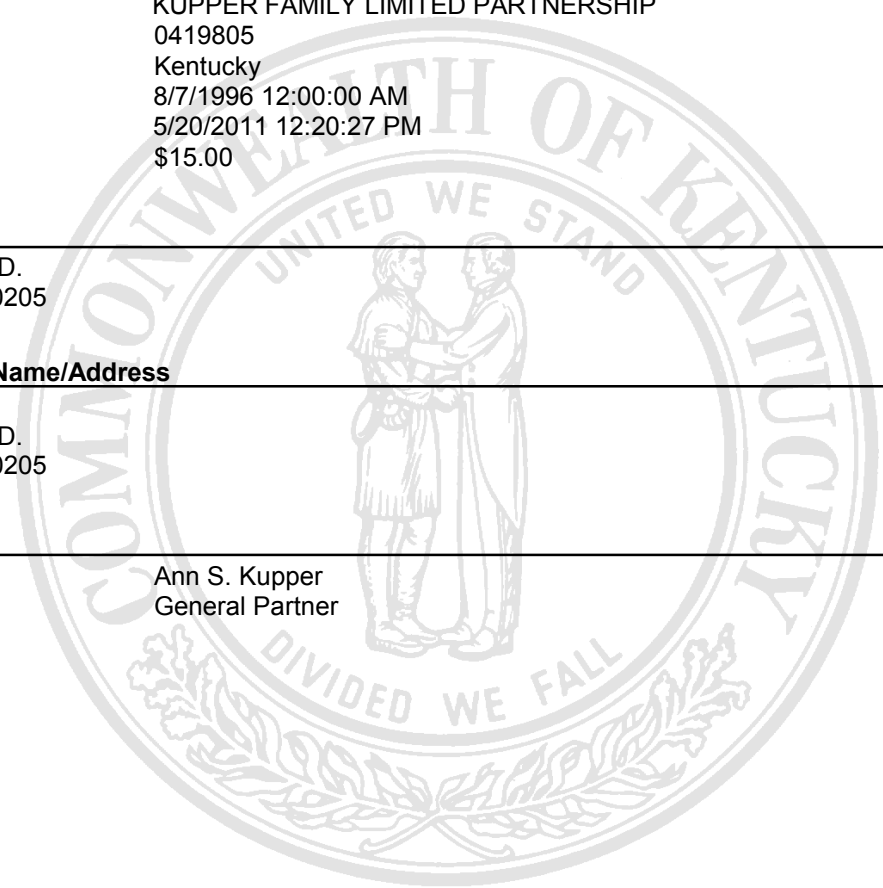 KUPPER FAMILY LIMITED PARTNERSHIP
0419805
Kentucky
8/7/1996 12:00:00 AM
5/20/2011 12:20:27 PM
$15.00
D.
0205
Name/Address
D.
0205
Ann S. Kupper
General Partner
COMMONWEALTH OF KENTUCKY
UNITED WE STAND
DIVIDED WE FALL